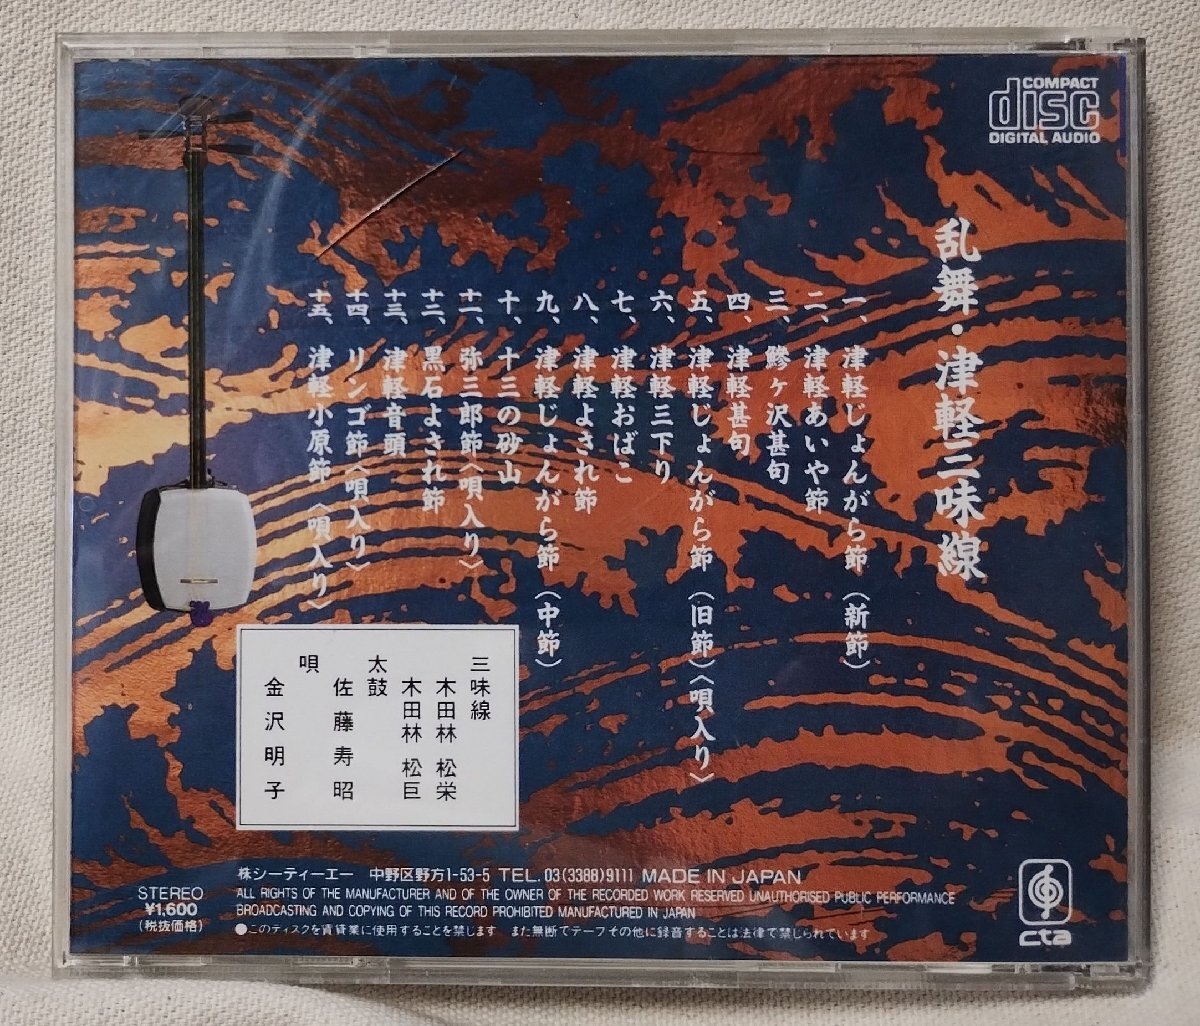 COMPACT
disc
DIGITAL AUDIO
乱舞・津軽三味線
一、津軽じょんがら節（新節）
二、津軽あいや節
三、鯵ヶ沢甚句
四、津軽甚句
五、津軽じょんがら節（旧節）〈唄入り〉
六、津軽三下り
七、津軽おばこ
八、津軽よされ節
九、津軽じょんがら節（中節）
十、十三の砂山
十一、弥三郎節〈唄入り〉
十二、黒石よされ節
十三、津軽音頭
十四、リンゴ節〈唄入り〉
十五、津軽小原節〈唄入り〉
三味線
木田林 松栄
木田林 松巨
太鼓
佐藤寿昭
唄
金沢明子
株シーティーエー 中野区野方1-53-5 TEL.03(3388)9111 MADE IN JAPAN
ALL RIGHTS OF THE MANUFACTURER AND OF THE OWNER OF THE RECORDED WORK RESERVED UNAUTHORISED PUBLIC PERFORMANCE
BROADCASTING AND COPYING OF THIS RECORD PROHIBITED MANUFACTURED IN JAPAN
●このディスクを賃貸業に使用することを禁じます また無断でテープその他に録音することは法律で禁じられています
STEREO
¥1,600
(税抜価格)
cta